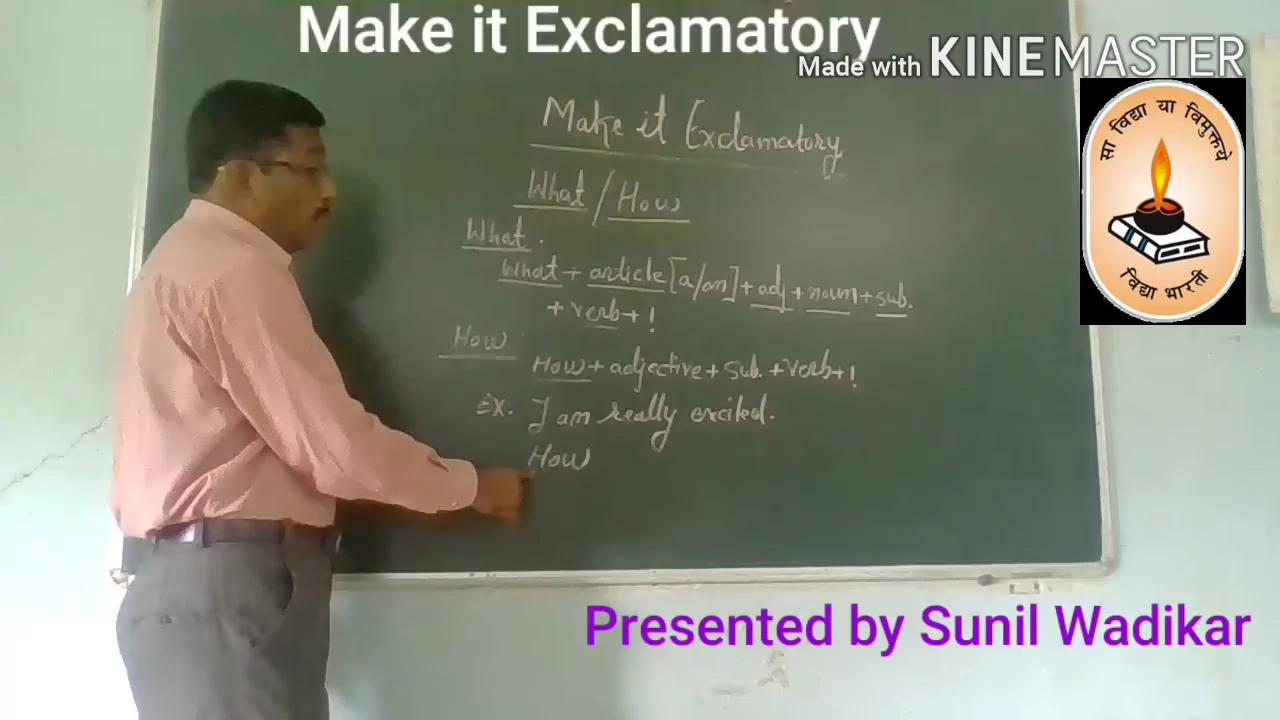 Make it Exclamatory
Made with KINEMASTER
सा विद्या या विमुक्तये
विद्या भारती
Make it Exclamatory
What / How
What.
What + article [a/an] + adj + noun + sub.
+ verb + !
How
How + adjective + sub. + verb + !
Ex. I am really excited.
How
Presented by Sunil Wadikar